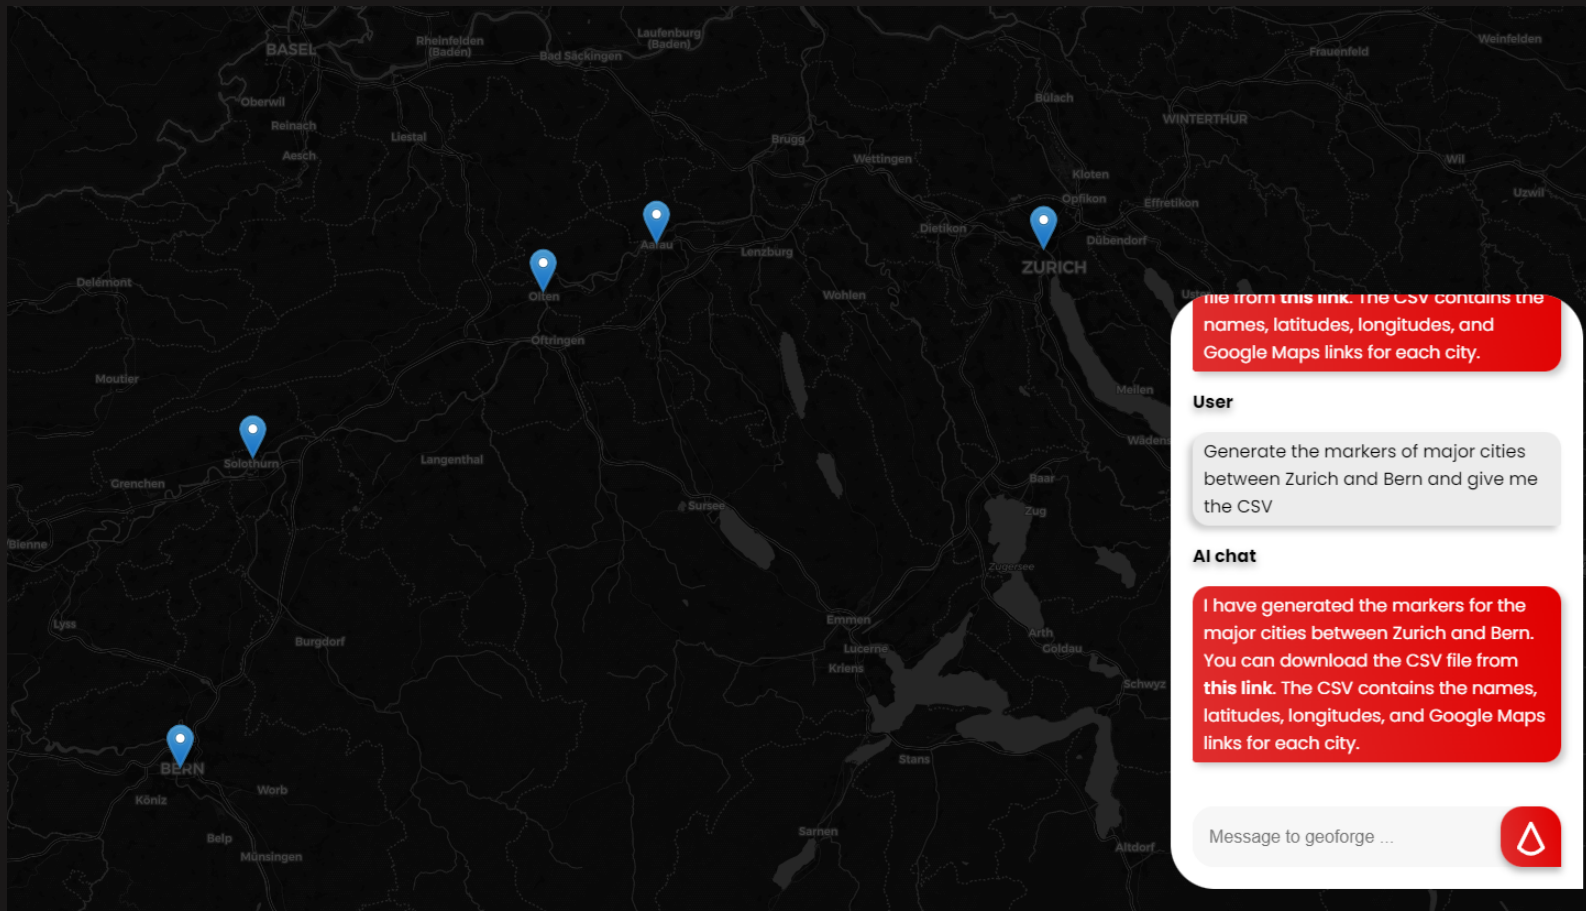 BASEL
Rheinfelden
(Baden)
Laufenburg
(Baden)
Bad Säckingen
Frauenfeld
Weinfelden
Oberwil
Reinach
Aesch
Liestal
Brugg
Wettingen
Bülach
WINTERTHUR
Wil
Uzwil
Kloten
Opfikon
Effretikon
Dietikon
Dübendorf
ZURICH
Aarau
Lenzburg
Delémont
Olten
Wohlen
Uster
Oftringen
Moutier
Meilen
Wädens
Solothurn
Grenchen
Langenthal
Baar
Zug
Sursee
Bienne
Zugersee
Lyss
Burgdorf
Emmen
Lucerne
Kriens
Arth
Goldau
Schwyz
Stans
BERN
Köniz
Worb
Belp
Münsingen
Sarnen
Altdorf
file from this link. The CSV contains the
names, latitudes, longitudes, and
Google Maps links for each city.
User
Generate the markers of major cities
between Zurich and Bern and give me
the CSV
AI chat
I have generated the markers for the
major cities between Zurich and Bern.
You can download the CSV file from
this link. The CSV contains the names,
latitudes, longitudes, and Google Maps
links for each city.
Message to geoforge ...